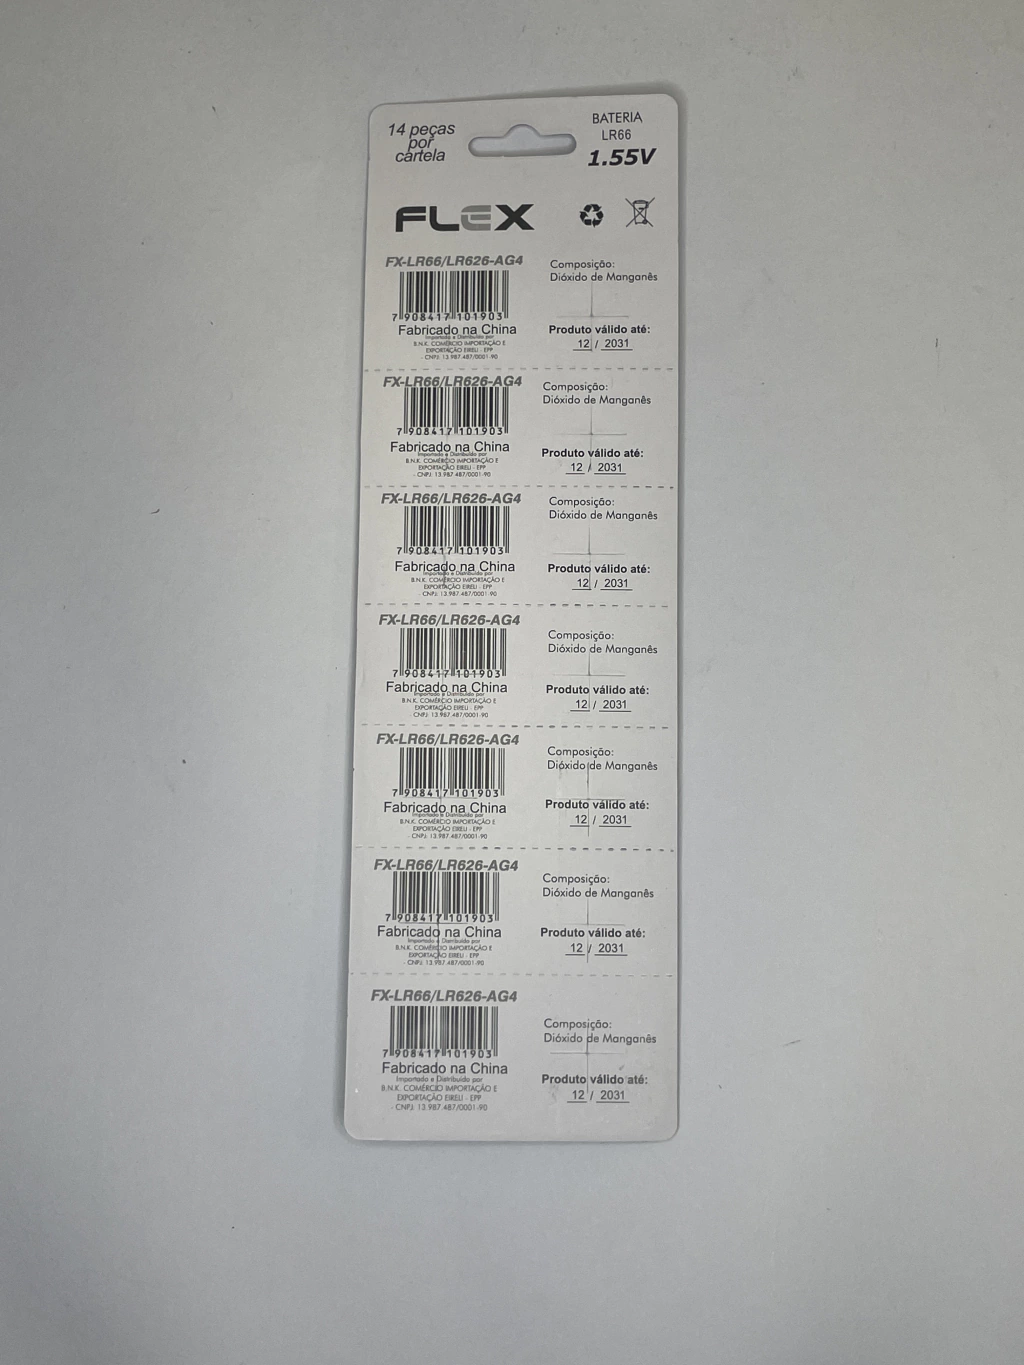 14 peças
por
cartela
BATERIA
LR66
1.55V
FLEX
FX-LR66/LR626-AG4
7 908417 101903
Fabricado na China
Importado e Distribuído por
B.N.K. COMÉRCIO IMPORTAÇÃO E
EXPORTAÇÃO EIRELI - EPP
- CNPJ: 13.987.487/0001-90
Composição:
Dióxido de Manganês
Produto válido até:
12 / 2031
FX-LR66/LR626-AG4
7 908417 101903
Fabricado na China
Importado e Distribuído por
B.N.K. COMÉRCIO IMPORTAÇÃO E
EXPORTAÇÃO EIRELI - EPP
- CNPJ: 13.987.487/0001-90
Composição:
Dióxido de Manganês
Produto válido até:
12 / 2031
FX-LR66/LR626-AG4
7 908417 101903
Fabricado na China
Importado e Distribuído por
B.N.K. COMÉRCIO IMPORTAÇÃO E
EXPORTAÇÃO EIRELI - EPP
- CNPJ: 13.987.487/0001-90
Composição:
Dióxido de Manganês
Produto válido até:
12 / 2031
FX-LR66/LR626-AG4
7 908417 101903
Fabricado na China
Importado e Distribuído por
B.N.K. COMÉRCIO IMPORTAÇÃO E
EXPORTAÇÃO EIRELI - EPP
- CNPJ: 13.987.487/0001-90
Composição:
Dióxido de Manganês
Produto válido até:
12 / 2031
FX-LR66/LR626-AG4
7 908417 101903
Fabricado na China
Importado e Distribuído por
B.N.K. COMÉRCIO IMPORTAÇÃO E
EXPORTAÇÃO EIRELI - EPP
- CNPJ: 13.987.487/0001-90
Composição:
Dióxido de Manganês
Produto válido até:
12 / 2031
FX-LR66/LR626-AG4
7 908417 101903
Fabricado na China
Importado e Distribuído por
B.N.K. COMÉRCIO IMPORTAÇÃO E
EXPORTAÇÃO EIRELI - EPP
- CNPJ: 13.987.487/0001-90
Composição:
Dióxido de Manganês
Produto válido até:
12 / 2031
FX-LR66/LR626-AG4
7 908417 101903
Fabricado na China
Importado e Distribuído por
B.N.K. COMÉRCIO IMPORTAÇÃO E
EXPORTAÇÃO EIRELI - EPP
- CNPJ: 13.987.487/0001-90
Composição:
Dióxido de Manganês
Produto válido até:
12 / 2031